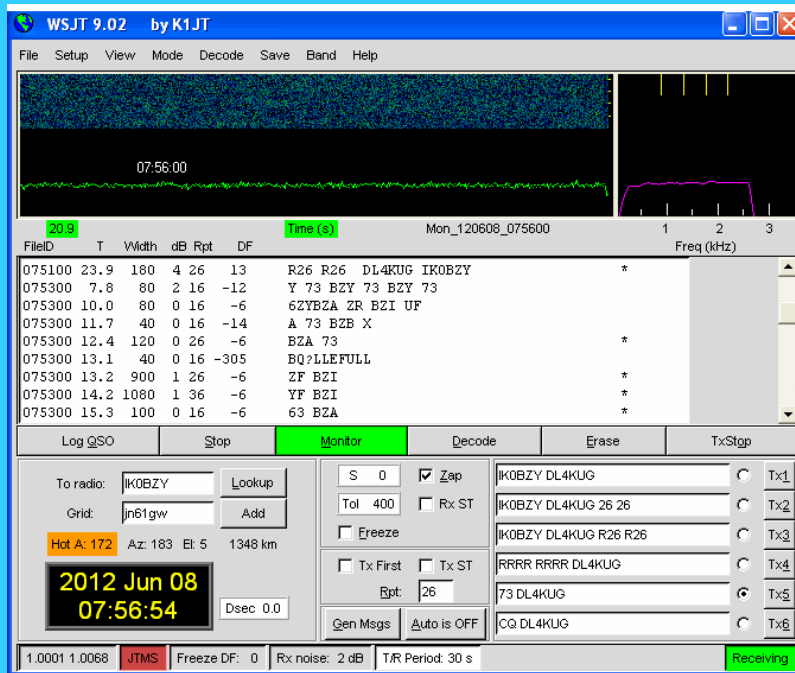 WSJT 9.02 by K1JT
File Setup View Mode Decode Save Band Help
07:56:00
20.9 Time (s) Mon_120608_075600 1 2 3
FileID T Width dB Rpt DF Freq (kHz)
075100 23.9 180 4 26 13 R26 R26 DL4KUG IK0BZY *
075300 7.8 80 2 16 -12 Y 73 BZY 73 BZY 73
075300 10.0 80 0 16 -6 6ZYBZA ZR BZI UF
075300 11.7 40 0 16 -14 A 73 BZB X
075300 12.4 120 0 26 -6 BZA 73 *
075300 13.1 40 0 16 -305 BQ?LLEFULL
075300 13.2 900 1 26 -6 ZF BZI *
075300 14.2 1080 1 36 -6 YF BZI *
075300 15.3 100 0 16 -6 63 BZA *
Log QSO Stop Monitor Decode Erase TxStop
To radio: IK0BZY Lookup
Grid: jn61gw Add
Hot A: 172 Az: 183 El: 5 1348 km
2012 Jun 08
07:56:54
Dsec 0.0
S 0 Zap
Tol 400 Rx ST
Freeze
Tx First Tx ST
Rpt: 26
Gen Msgs Auto is OFF
IK0BZY DL4KUG Tx1
IK0BZY DL4KUG 26 26 Tx2
IK0BZY DL4KUG R26 R26 Tx3
RRRR RRRR DL4KUG Tx4
73 DL4KUG Tx5
CQ DL4KUG Tx6
1.0001 1.0068 JTMS Freeze DF: 0 Rx noise: 2 dB T/R Period: 30 s Receiving